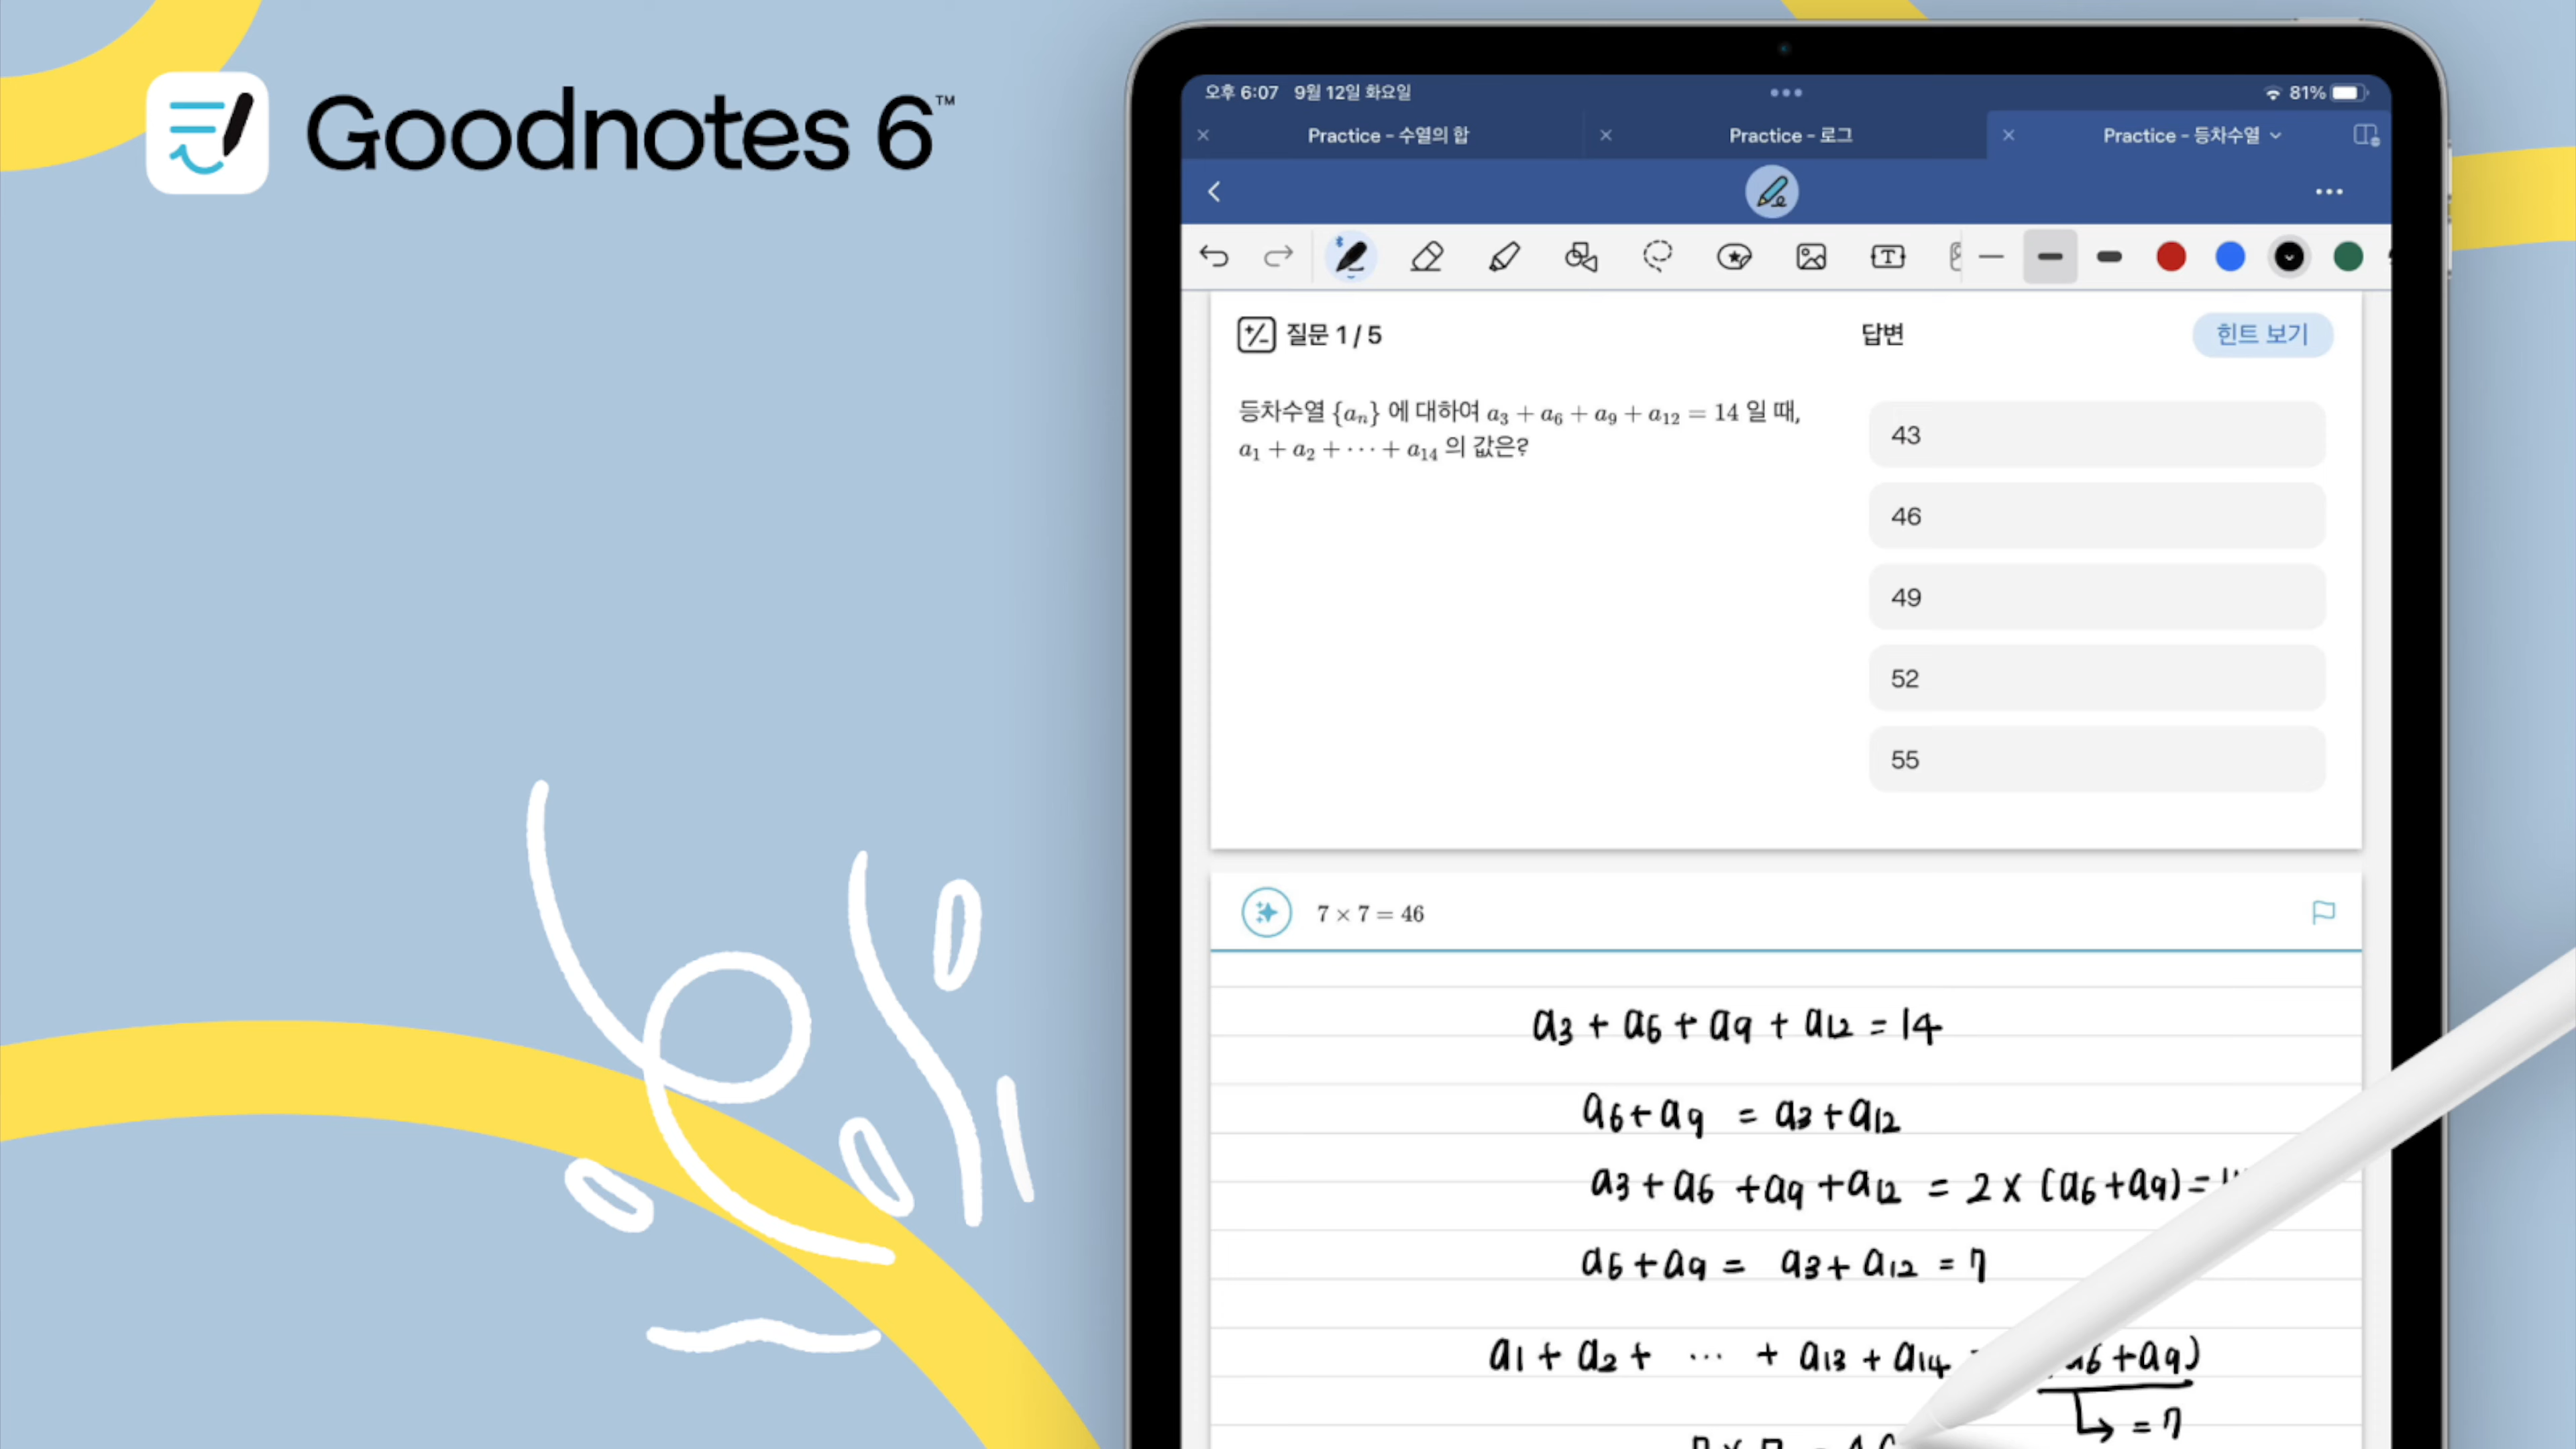 Goodnotes 6™
오후 6:07 9월 12일 화요일
81%
Practice - 수열의 합
Practice - 로그
Practice - 등차수열
질문 1 / 5
답변
힌트 보기
등차수열 {aₙ} 에 대하여 a₃ + a₆ + a₉ + a₁₂ = 14 일 때,
a₁ + a₂ + ⋯ + a₁₄ 의 값은?
43
46
49
52
55
7 × 7 = 46
a₃ + a₆ + a₉ + a₁₂ = 14
a₆ + a₉ = a₃ + a₁₂
a₃ + a₆ + a₉ + a₁₂ = 2 × (a₆ + a₉) =
a₆ + a₉ = a₃ + a₁₂ = 7
a₁ + a₂ + ⋯ + a₁₃ + a₁₄
a₆ + a₉)
= 7